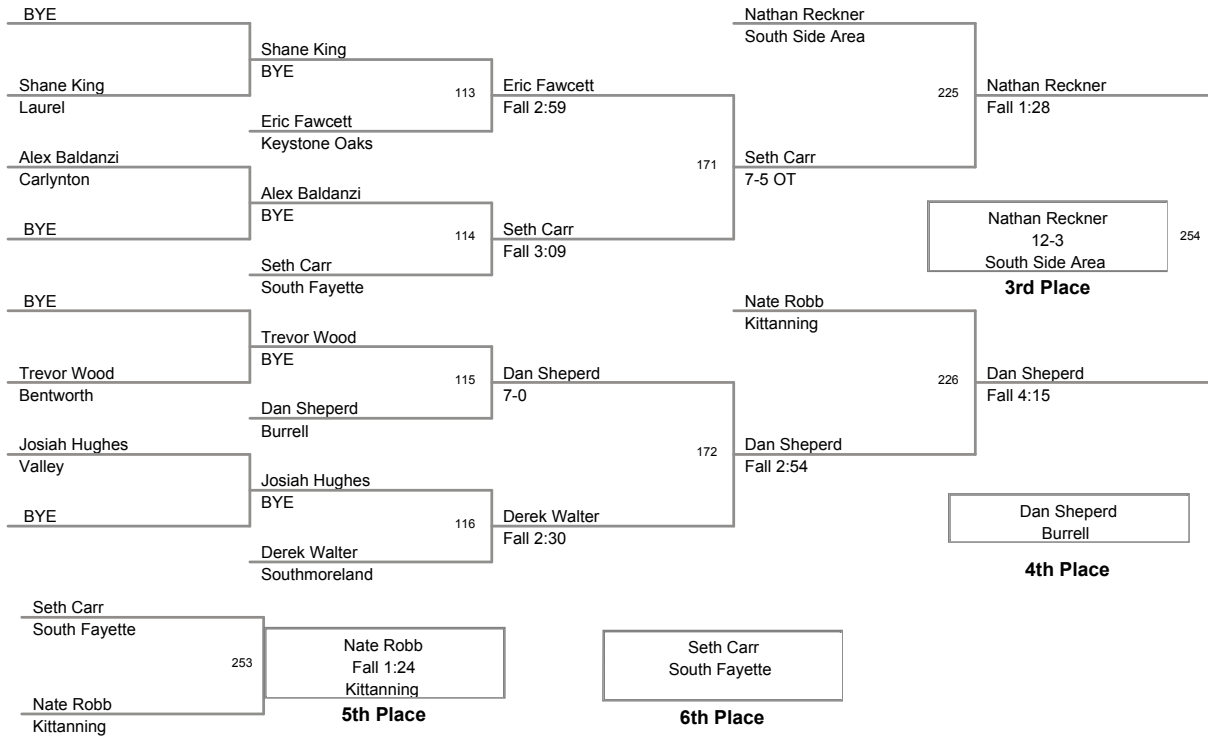 BYE
Shane King
Laurel
Alex Baldanzi
Carlynton
BYE
BYE
Trevor Wood
Bentworth
Josiah Hughes
Valley
BYE
Shane King
BYE
113
Eric Fawcett
Keystone Oaks
Alex Baldanzi
BYE
114
Seth Carr
South Fayette
Trevor Wood
BYE
115
Dan Sheperd
Burrell
Josiah Hughes
BYE
116
Derek Walter
Southmoreland
Eric Fawcett
Fall 2:59
171
Seth Carr
Fall 3:09
Dan Sheperd
7-0
172
Derek Walter
Fall 2:30
Nathan Reckner
South Side Area
225
Seth Carr
7-5 OT
Nate Robb
Kittanning
226
Dan Sheperd
Fall 2:54
Nathan Reckner
Fall 1:28
Nathan Reckner
12-3
South Side Area
254
3rd Place
Dan Sheperd
Fall 4:15
Dan Sheperd
Burrell
4th Place
Seth Carr
South Fayette
253
Nate Robb
Kittanning
Nate Robb
Fall 1:24
Kittanning
5th Place
Seth Carr
South Fayette
6th Place